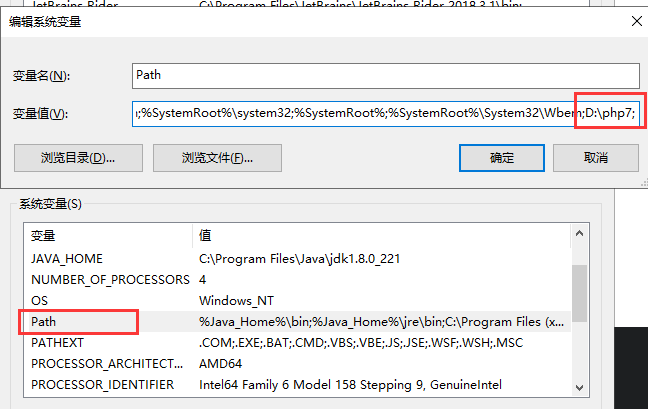 JetBrains Rider C:\Program Files\JetBrains\JetBrains Rider 2018.3.1\bin;
编辑系统变量
变量名(N): Path
变量值(V): ;%SystemRoot%\system32;%SystemRoot%;%SystemRoot%\System32\Wbem;D:\php7;
浏览目录(D)... 浏览文件(F)... 确定 取消
系统变量(S)
变量 值
JAVA_HOME C:\Program Files\Java\jdk1.8.0_221
NUMBER_OF_PROCESSORS 4
OS Windows_NT
Path %Java_Home%\bin;%Java_Home%\jre\bin;C:\Program Files (x...
PATHEXT .COM;.EXE;.BAT;.CMD;.VBS;.VBE;.JS;.JSE;.WSF;.WSH;.MSC
PROCESSOR_ARCHITECT... AMD64
PROCESSOR_IDENTIFIER Intel64 Family 6 Model 158 Stepping 9, GenuineIntel